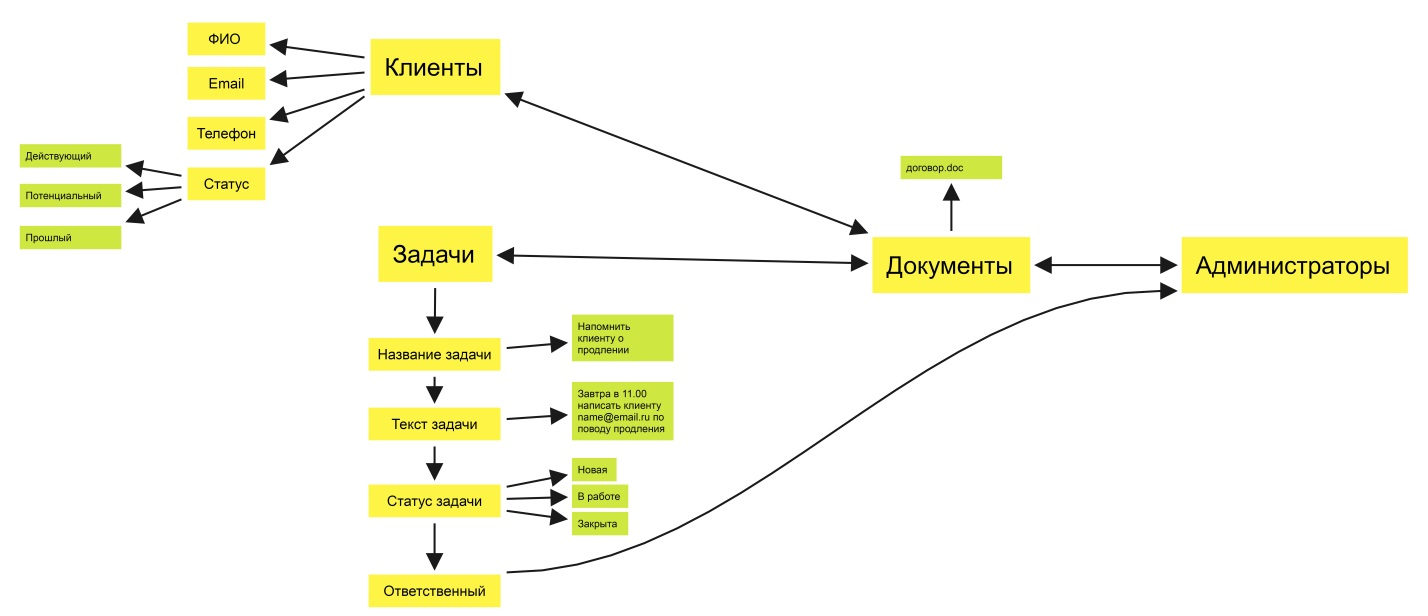 ФИО
Клиенты
Email
Телефон
Действующий
Статус
Потенциальный
Прошлый
договор.doc
Задачи
Документы
Администраторы
Название задачи
Напомнить
клиенту о
продлении
Текст задачи
Завтра в 11.00
написать клиенту
name@email.ru по
поводу продления
Статус задачи
Новая
В работе
Закрыта
Ответственный